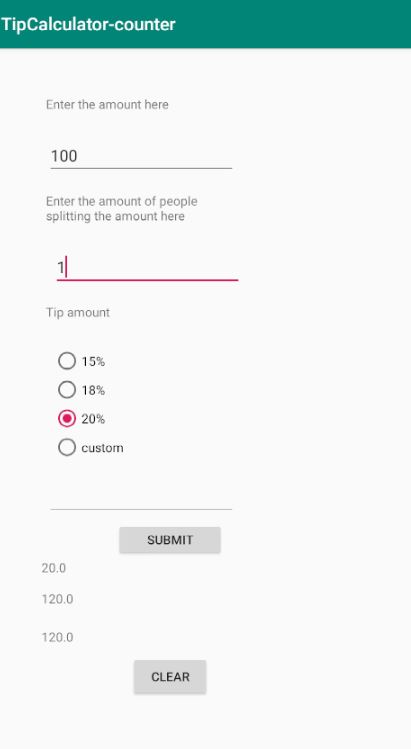 TipCalculator-counter
Enter the amount here
100
Enter the amount of people
splitting the amount here
1
Tip amount
15%
18%
20%
custom
SUBMIT
20.0
120.0
120.0
CLEAR